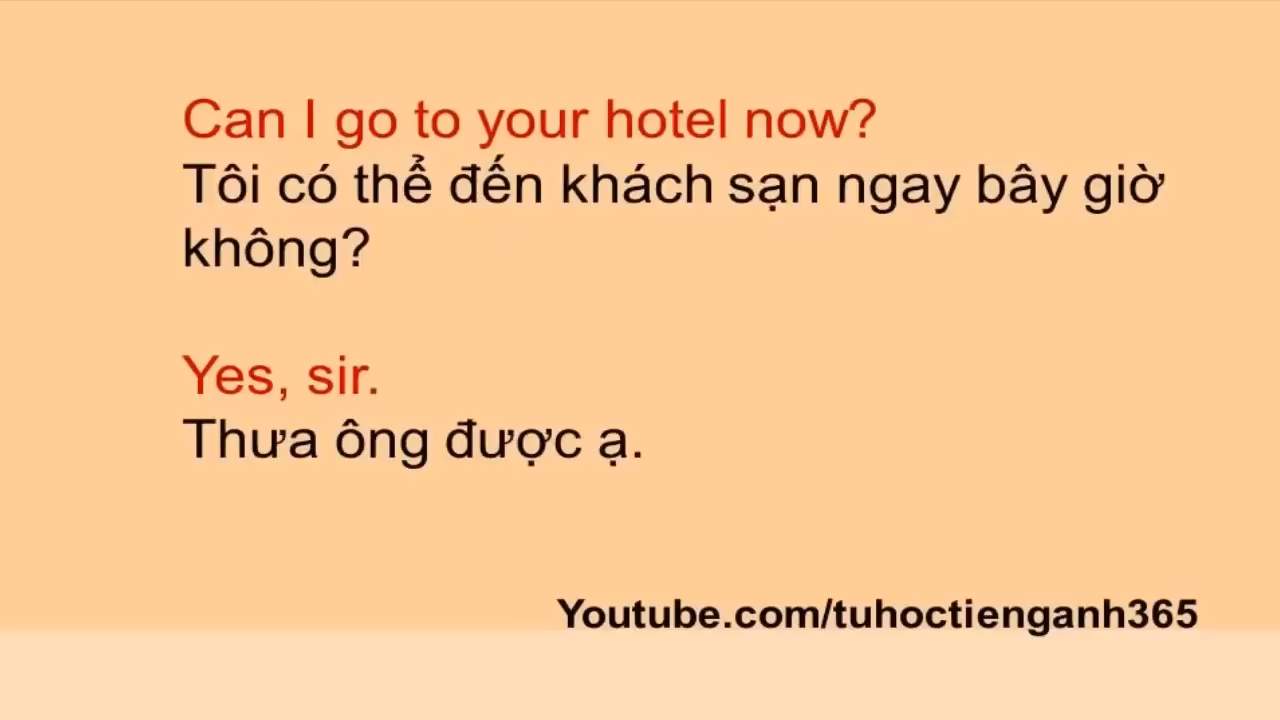 Can I go to your hotel now?
Tôi có thể đến khách sạn ngay bây giờ
không?
Yes, sir.
Thưa ông được ạ.
Youtube.com/tuhoctienganh365